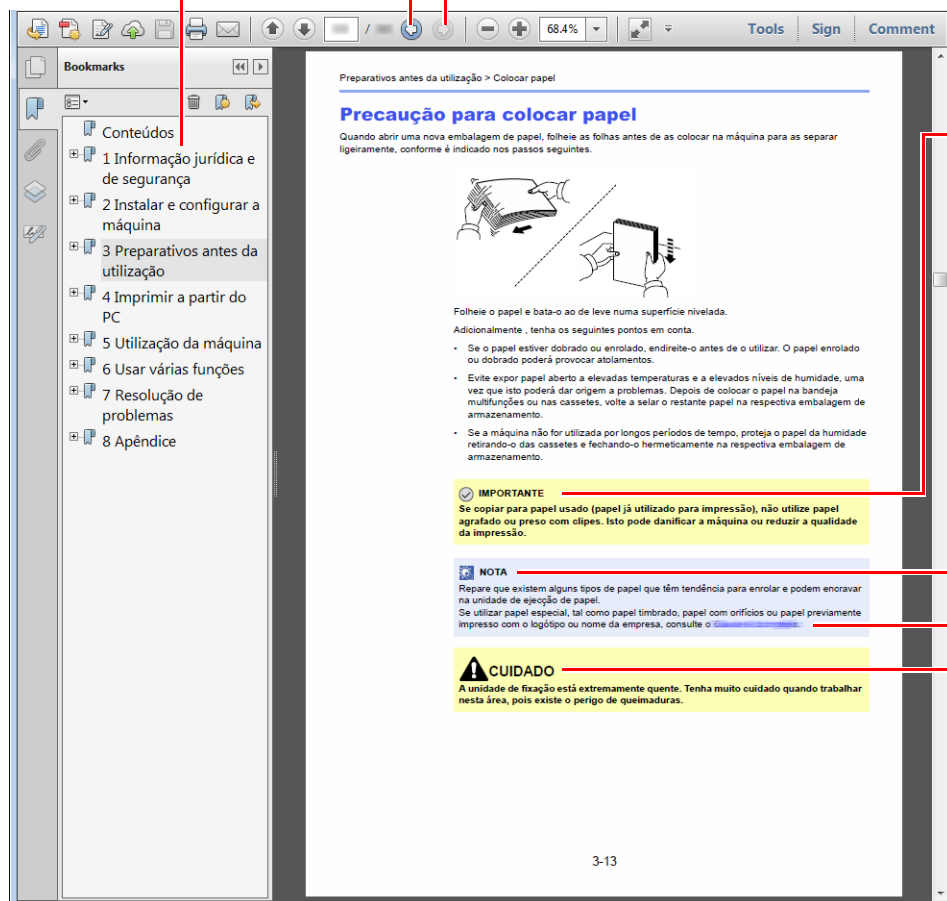 /
68.4%
Tools
Sign
Comment
Bookmarks
Conteúdos
1 Informação jurídica e
de segurança
2 Instalar e configurar a
máquina
3 Preparativos antes da
utilização
4 Imprimir a partir do
PC
5 Utilização da máquina
6 Usar várias funções
7 Resolução de
problemas
8 Apêndice
Preparativos antes da utilização > Colocar papel
Precaução para colocar papel
Quando abrir uma nova embalagem de papel, folheie as folhas antes de as colocar na máquina para as separar
ligeiramente, conforme é indicado nos passos seguintes.
Folheie o papel e bata-o ao de leve numa superfície nivelada.
Adicionalmente , tenha os seguintes pontos em conta.
• Se o papel estiver dobrado ou enrolado, endireite-o antes de o utilizar. O papel enrolado
ou dobrado poderá provocar atolamentos.
• Evite expor papel aberto a elevadas temperaturas e a elevados níveis de humidade, uma
vez que isto poderá dar origem a problemas. Depois de colocar o papel na bandeja
multifunções ou nas cassetes, volte a selar o restante papel na respectiva embalagem de
armazenamento.
• Se a máquina não for utilizada por longos períodos de tempo, proteja o papel da humidade
retirando-o das cassetes e fechando-o hermeticamente na respectiva embalagem de
armazenamento.
IMPORTANTE
Se copiar para papel usado (papel já utilizado para impressão), não utilize papel
agrafado ou preso com clipes. Isto pode danificar a máquina ou reduzir a qualidade
da impressão.
NOTA
Repare que existem alguns tipos de papel que têm tendência para enrolar e podem encravar
na unidade de ejecção de papel.
Se utilizar papel especial, tal como papel timbrado, papel com orifícios ou papel previamente
impresso com o logótipo ou nome da empresa, consulte o
CUIDADO
A unidade de fixação está extremamente quente. Tenha muito cuidado quando trabalhar
nesta área, pois existe o perigo de queimaduras.
3-13